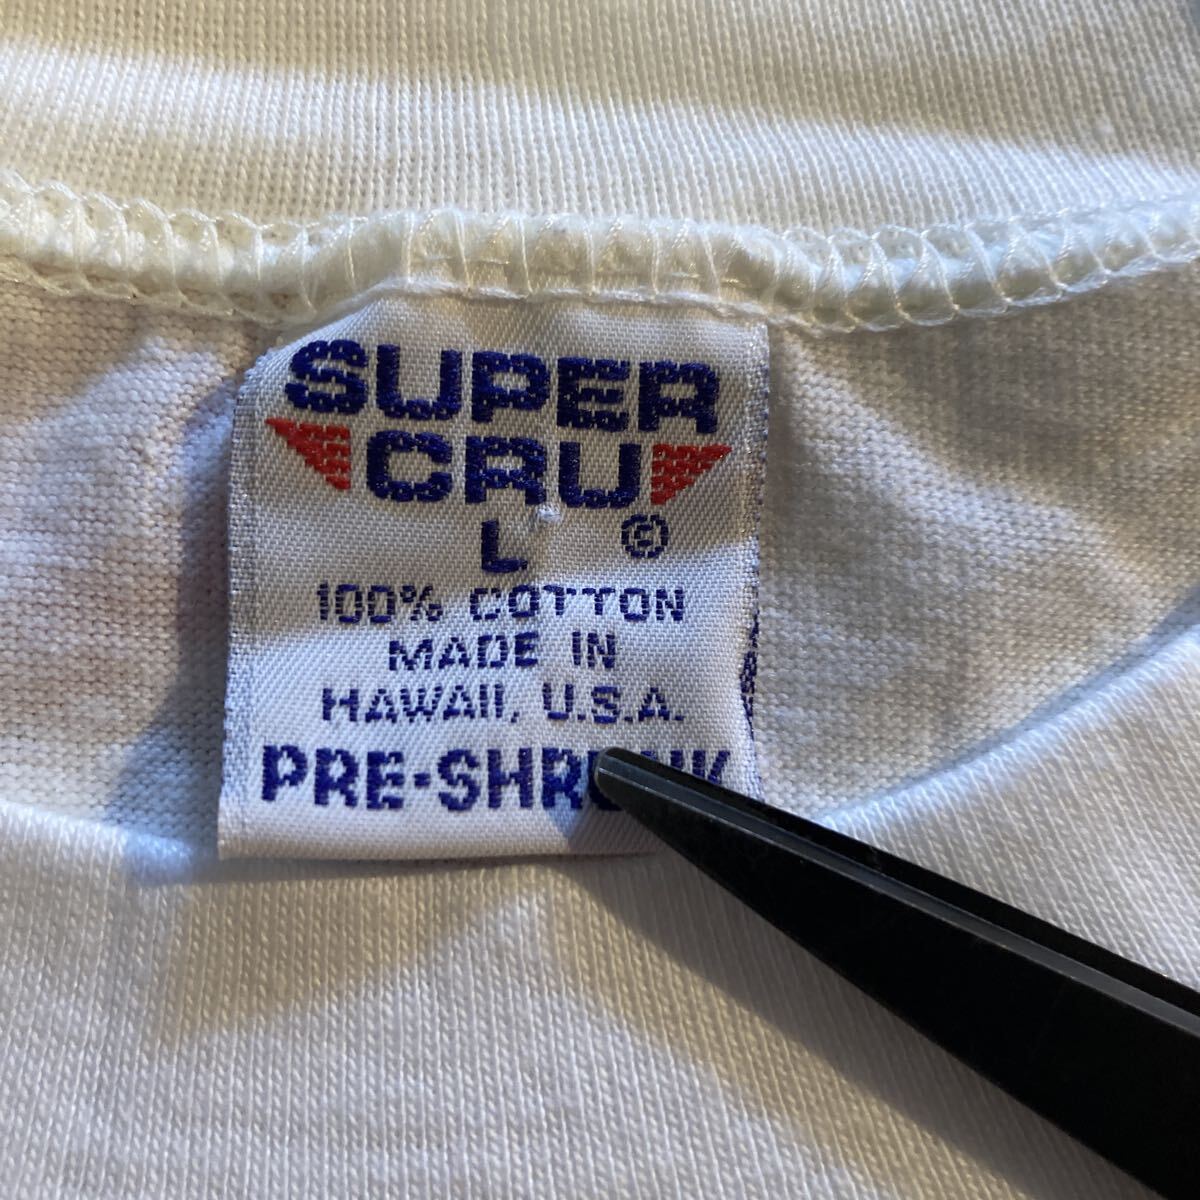 SUPER
CRU
L ©
100% COTTON
MADE IN
HAWAII, U.S.A.
PRE-SHRUNK